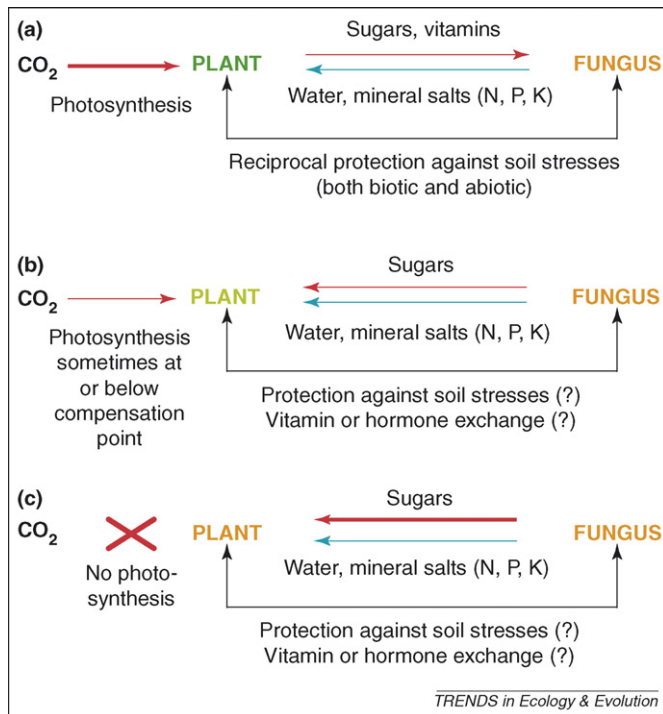 (a)
Sugars, vitamins
CO2 PLANT FUNGUS
Photosynthesis
Water, mineral salts (N, P, K)
Reciprocal protection against soil stresses
(both biotic and abiotic)
(b)
Sugars
CO2 PLANT FUNGUS
Photosynthesis
sometimes at
or below
compensation
point
Water, mineral salts (N, P, K)
Protection against soil stresses (?)
Vitamin or hormone exchange (?)
(c)
Sugars
CO2 PLANT FUNGUS
No photo-
synthesis
Water, mineral salts (N, P, K)
Protection against soil stresses (?)
Vitamin or hormone exchange (?)
TRENDS in Ecology & Evolution